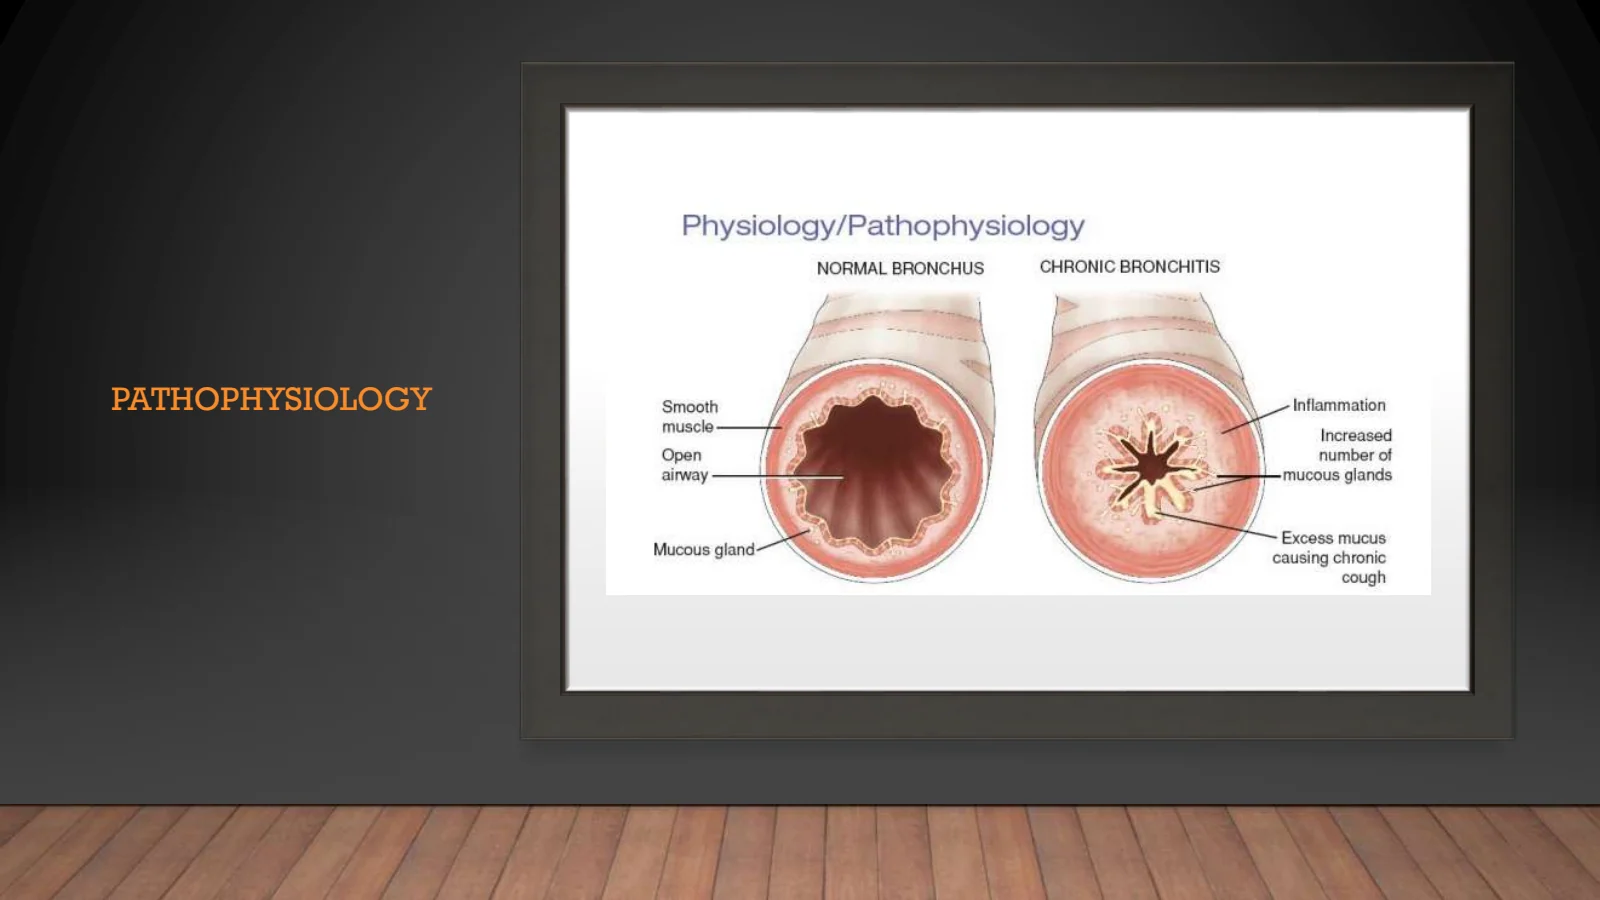 PATHOPHYSIOLOGY
Physiology/Pathophysiology
NORMAL BRONCHUS
CHRONIC BRONCHITIS
Smooth
muscle
Open
airway
Mucous gland
Inflammation
Increased
number of
mucous glands
Excess mucus
causing chronic
cough